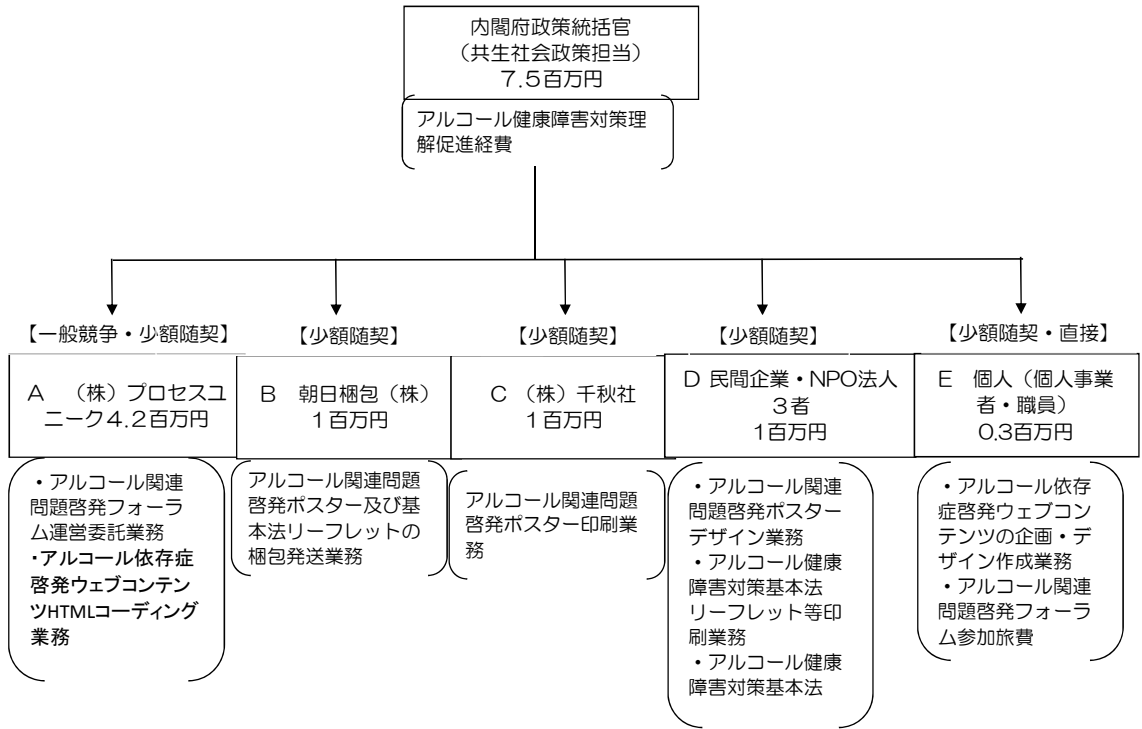 内閣府政策統括官
（共生社会政策担当）
７.５百万円
アルコール健康障害対策理
解促進経費
【一般競争・少額随契】
【少額随契】
【少額随契】
【少額随契】
【少額随契・直接】
Ａ　（株）プロセスユ
ニーク４.２百万円
Ｂ　朝日梱包（株）
１百万円
Ｃ　（株）千秋社
１百万円
Ｄ 民間企業・NPO法人
３者
１百万円
Ｅ　個人（個人事業
者・職員）
０.３百万円
・アルコール関連
問題啓発フォーラ
ム運営委託業務
・アルコール依存症
啓発ウェブコンテン
ツHTMLコーディング
業務
アルコール関連問題
啓発ポスター及び基
本法リーフレットの
梱包発送業務
アルコール関連問題
啓発ポスター印刷業
務
・アルコール関連
問題啓発ポスター
デザイン業務
・アルコール健康
障害対策基本法
リーフレット等印
刷業務
・アルコール健康
障害対策基本法
・アルコール依存
症啓発ウェブコン
テンツの企画・デ
ザイン作成業務
・アルコール関連
問題啓発フォーラ
ム参加旅費